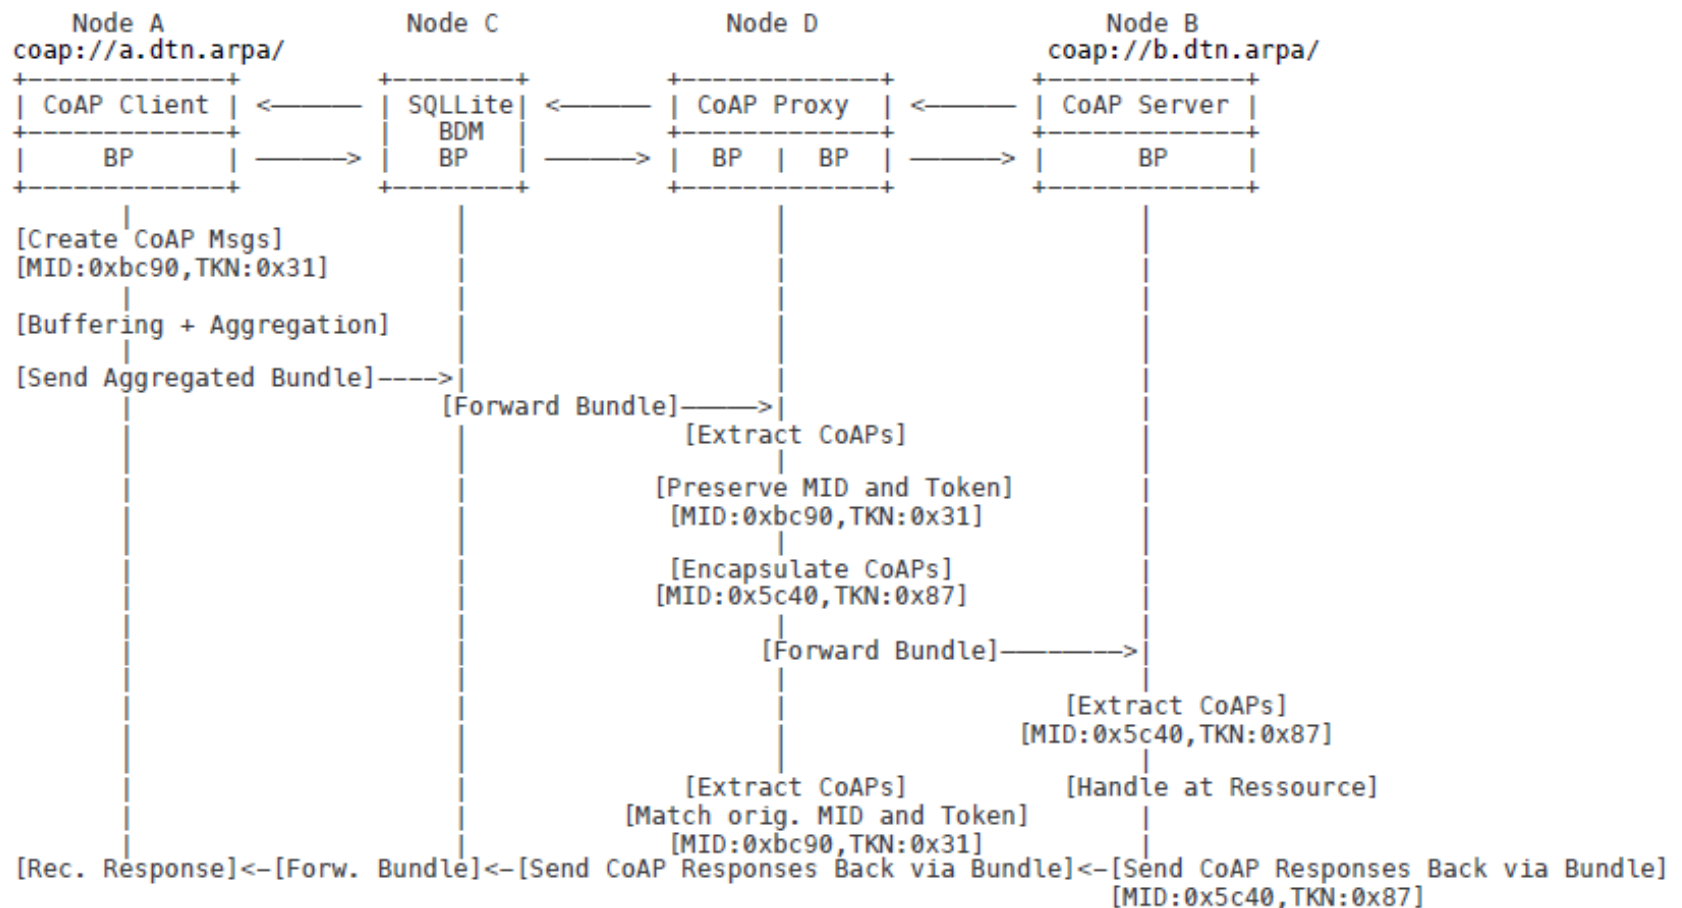 Node A Node C Node D Node B
coap://a.dtn.arpa/ coap://b.dtn.arpa/
+-------------+ +--------+ +-------------+ +-------------+
| CoAP Client | <—————— | SQLLite| <—————— | CoAP Proxy | <—————— | CoAP Server |
+-------------+ | BDM | +-------------+ +-------------+
| BP | ——————> | BP | ——————> | BP | BP | ——————> | BP |
+-------------+ +--------+ +-------------+ +-------------+
[Create CoAP Msgs]
[MID:0xbc90,TKN:0x31]
[Buffering + Aggregation]
[Send Aggregated Bundle]---->
[Forward Bundle]—————>
[Extract CoAPs]
[Preserve MID and Token]
[MID:0xbc90,TKN:0x31]
[Encapsulate CoAPs]
[MID:0x5c40,TKN:0x87]
[Forward Bundle]————————>
[Extract CoAPs]
[MID:0x5c40,TKN:0x87]
[Extract CoAPs] [Handle at Ressource]
[Match orig. MID and Token]
[MID:0xbc90,TKN:0x31]
[Rec. Response]<—[Forw. Bundle]<—[Send CoAP Responses Back via Bundle]<—[Send CoAP Responses Back via Bundle]
[MID:0x5c40,TKN:0x87]